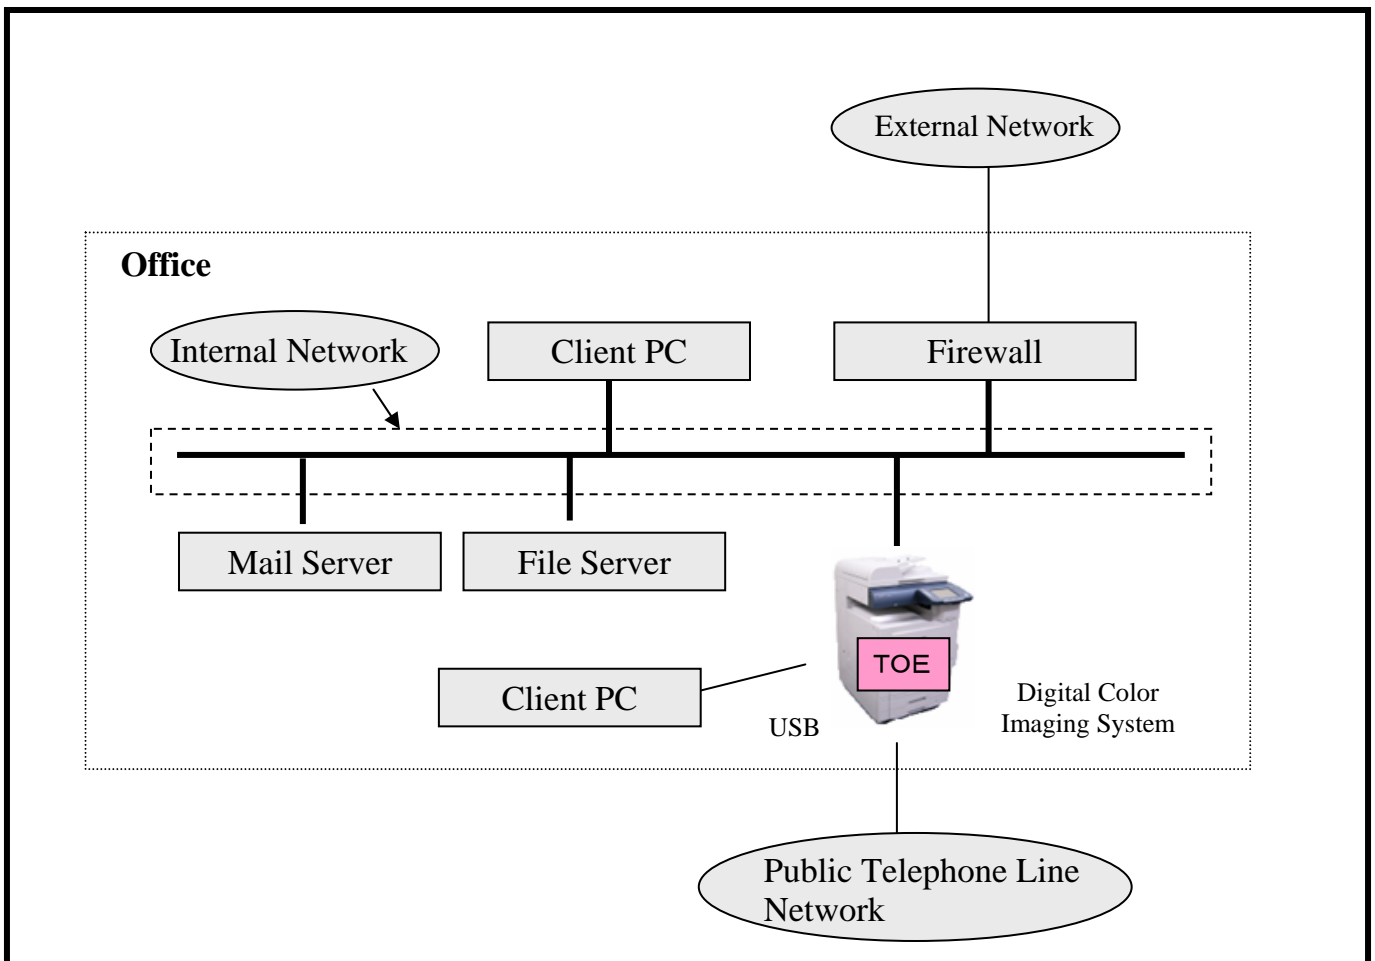 External Network
Office
Internal Network
Client PC
Firewall
Mail Server
File Server
TOE
Client PC
USB
Digital Color
Imaging System
Public Telephone Line
Network